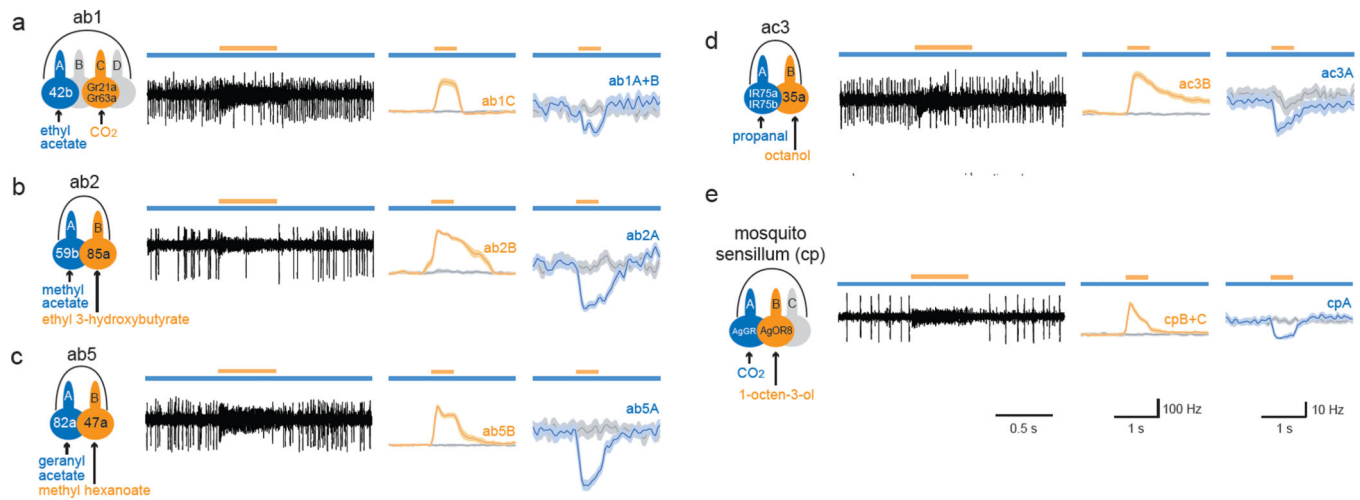 a
ab1
A
B
C
D
42b
Gr21a
Gr63a
ethyl
acetate
CO2
ab1C
ab1A+B
b
ab2
A
B
59b
85a
methyl
acetate
ethyl 3-hydroxybutyrate
ab2B
ab2A
c
ab5
A
B
82a
47a
geranyl
acetate
methyl hexanoate
ab5B
ab5A
d
ac3
A
B
IR75a
IR75b
35a
propanal
octanol
ac3B
ac3A
e
mosquito
sensillum (cp)
A
B
C
AgGR
AgOR8
CO2
1-octen-3-ol
cpB+C
cpA
0.5 s
100 Hz
1 s
10 Hz
1 s